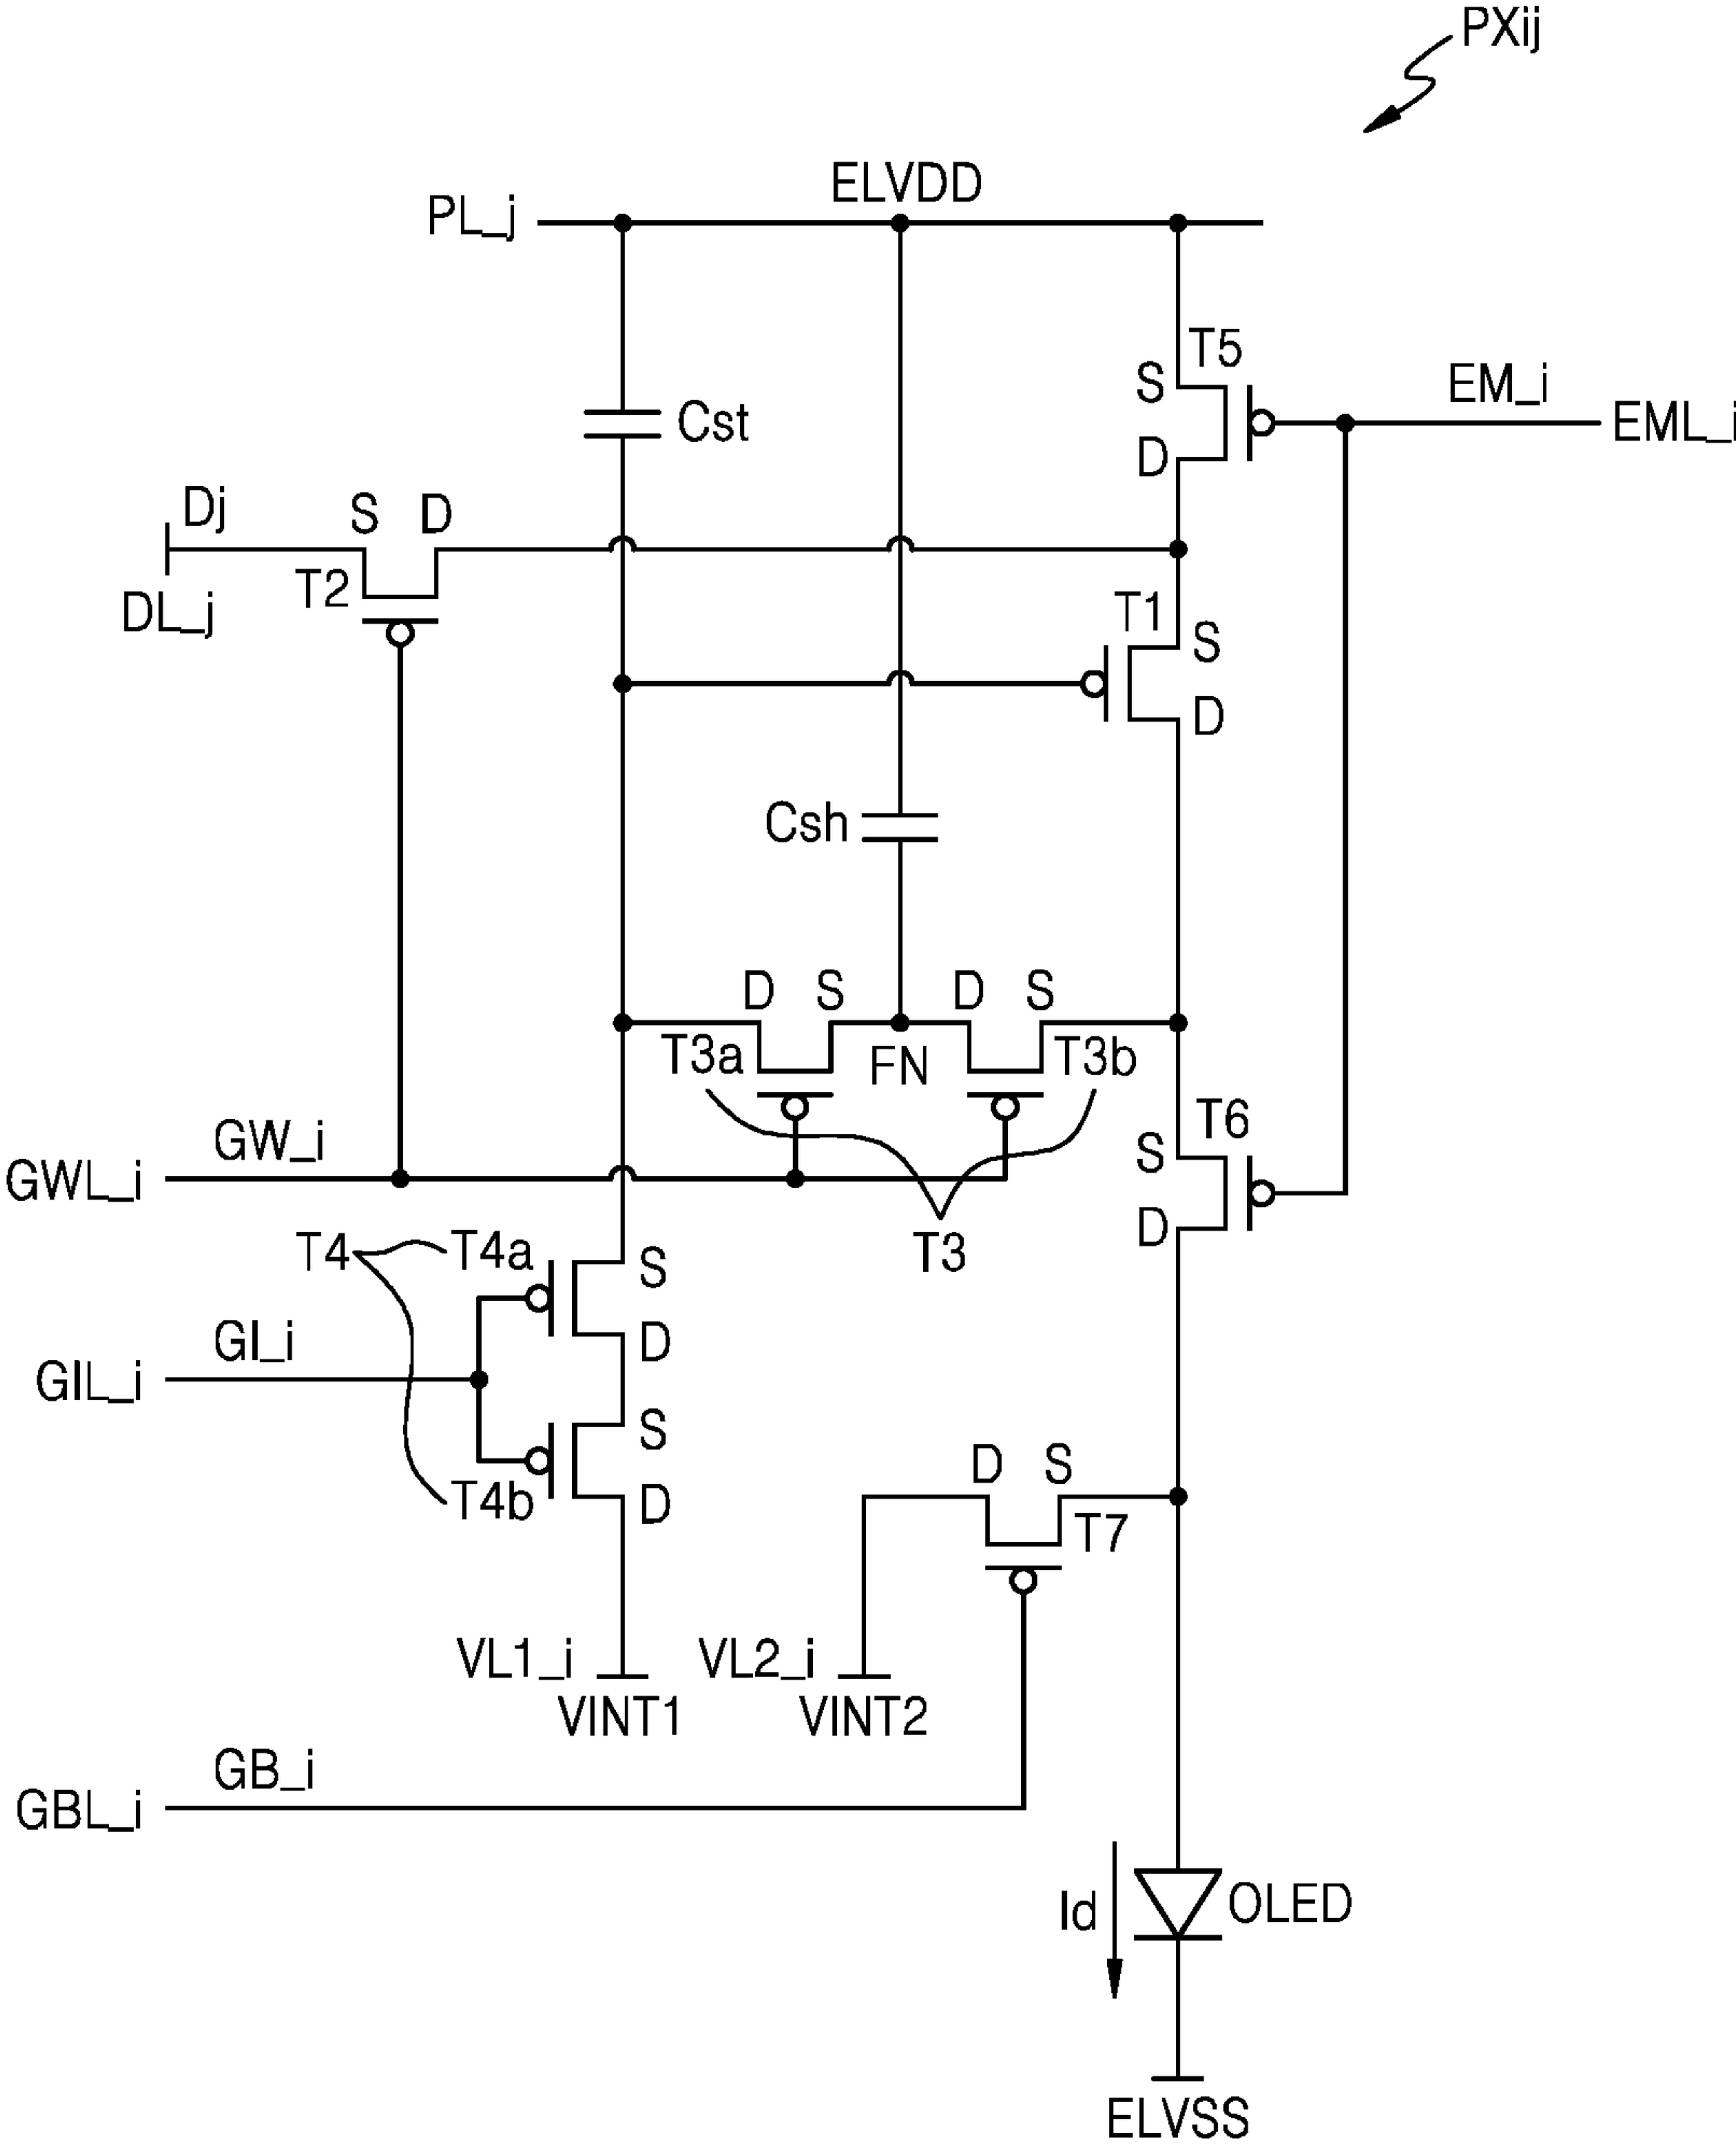 PXij
ELVDD
PL_j
T5
S
EM_i
EML_i
Cst
D
Dj
S D
T2
DL_j
T1
S
D
Csh
D S D S
T3a FN T3b
T6
GW_i
S
GWL_i
D
T4 T4a
T3
S
GI_i
D
GIL_i
S
D S
T4b
D
T7
VL1_i VL2_i
VINT1 VINT2
GB_i
GBL_i
Id
OLED
ELVSS